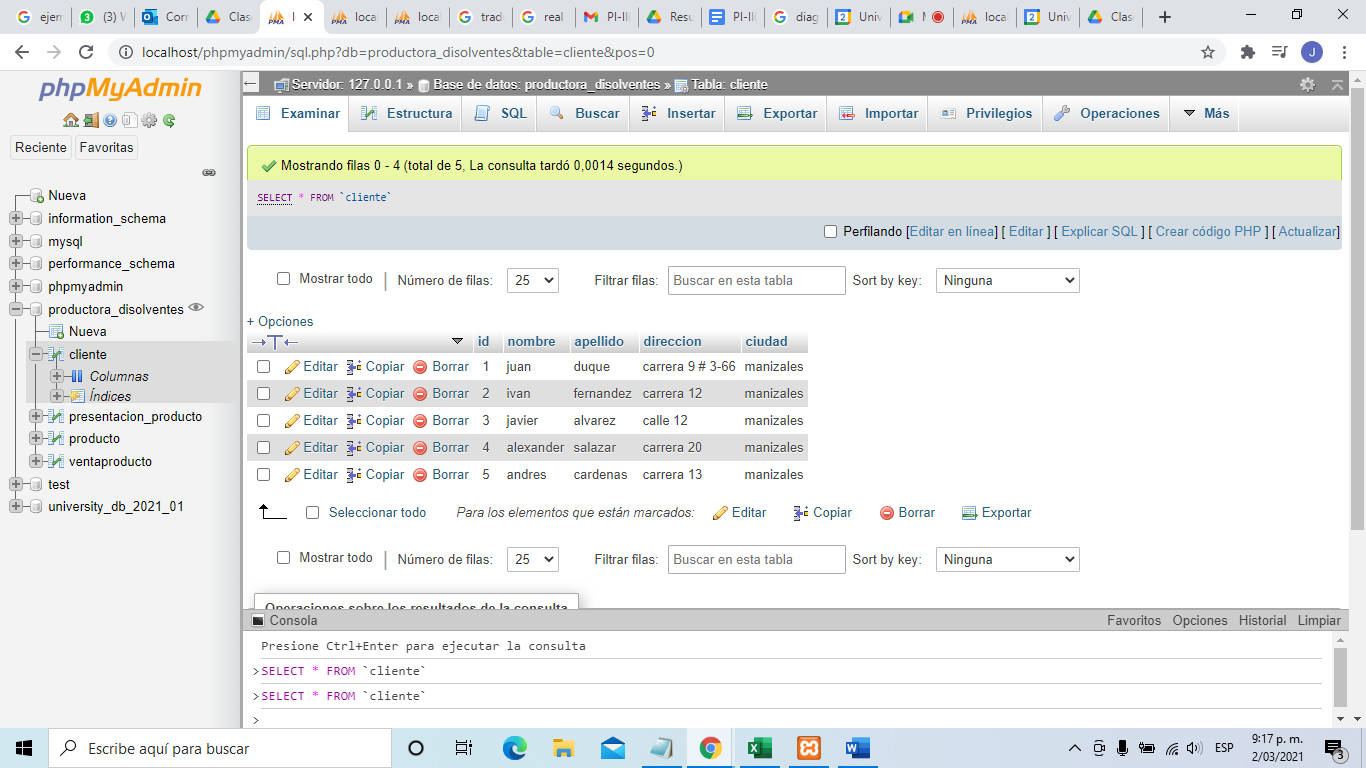 ejem
(3) W
Corr
Clase
l
local
local
trad
real
PI-II
Resu
PI-II
diag
Univ
M
local
Univ
Clas
localhost/phpmyadmin/sql.php?db=productora_disolventes&table=cliente&pos=0
J
phpMyAdmin
Reciente Favoritas
Nueva
information_schema
mysql
performance_schema
phpmyadmin
productora_disolventes
Nueva
cliente
Columnas
Índices
presentacion_producto
producto
ventaproducto
test
university_db_2021_01
Servidor: 127.0.0.1 » Base de datos: productora_disolventes » Tabla: cliente
Examinar Estructura SQL Buscar Insertar Exportar Importar Privilegios Operaciones Más
Mostrando filas 0 - 4 (total de 5, La consulta tardó 0,0014 segundos.)
SELECT * FROM `cliente`
Perfilando [Editar en línea] [ Editar ] [ Explicar SQL ] [ Crear código PHP ] [ Actualizar]
Mostrar todo | Número de filas: 25 Filtrar filas: Buscar en esta tabla Sort by key: Ninguna
+ Opciones
id nombre apellido direccion ciudad
Editar Copiar Borrar 1 juan duque carrera 9 # 3-66 manizales
Editar Copiar Borrar 2 ivan fernandez carrera 12 manizales
Editar Copiar Borrar 3 javier alvarez calle 12 manizales
Editar Copiar Borrar 4 alexander salazar carrera 20 manizales
Editar Copiar Borrar 5 andres cardenas carrera 13 manizales
Seleccionar todo Para los elementos que están marcados: Editar Copiar Borrar Exportar
Mostrar todo | Número de filas: 25 Filtrar filas: Buscar en esta tabla Sort by key: Ninguna
Operaciones sobre los resultados de la consulta
Consola Favoritos Opciones Historial Limpiar
Presione Ctrl+Enter para ejecutar la consulta
>SELECT * FROM `cliente`
>SELECT * FROM `cliente`
>
Escribe aquí para buscar
ESP
9:17 p. m.
2/03/2021
3